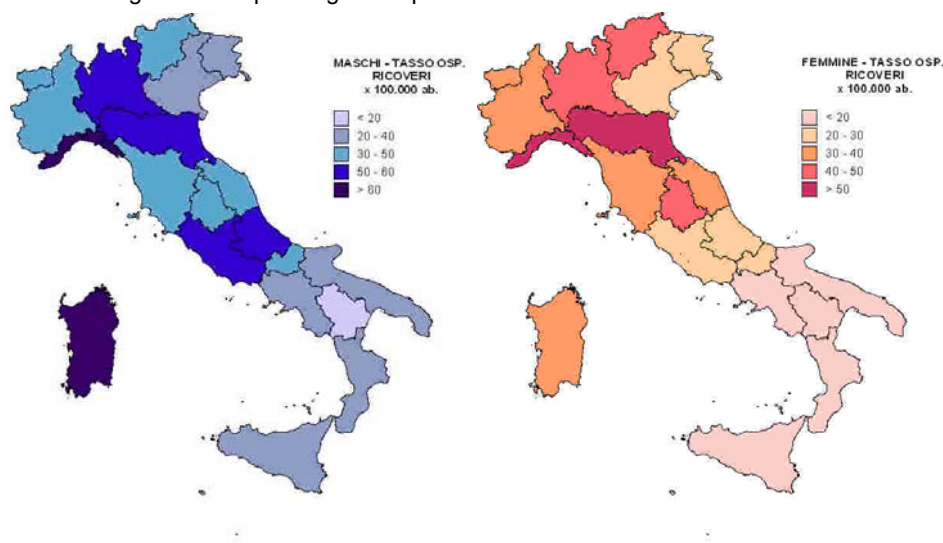 MASCHI - TASSO OSP.
RICOVERI
x 100.000 ab.
< 20
20 - 40
30 - 50
50 - 60
> 60
FEMMINE - TASSO OSP.
RICOVERI
x 100.000 ab.
< 20
20 - 30
30 - 40
40 - 50
> 50